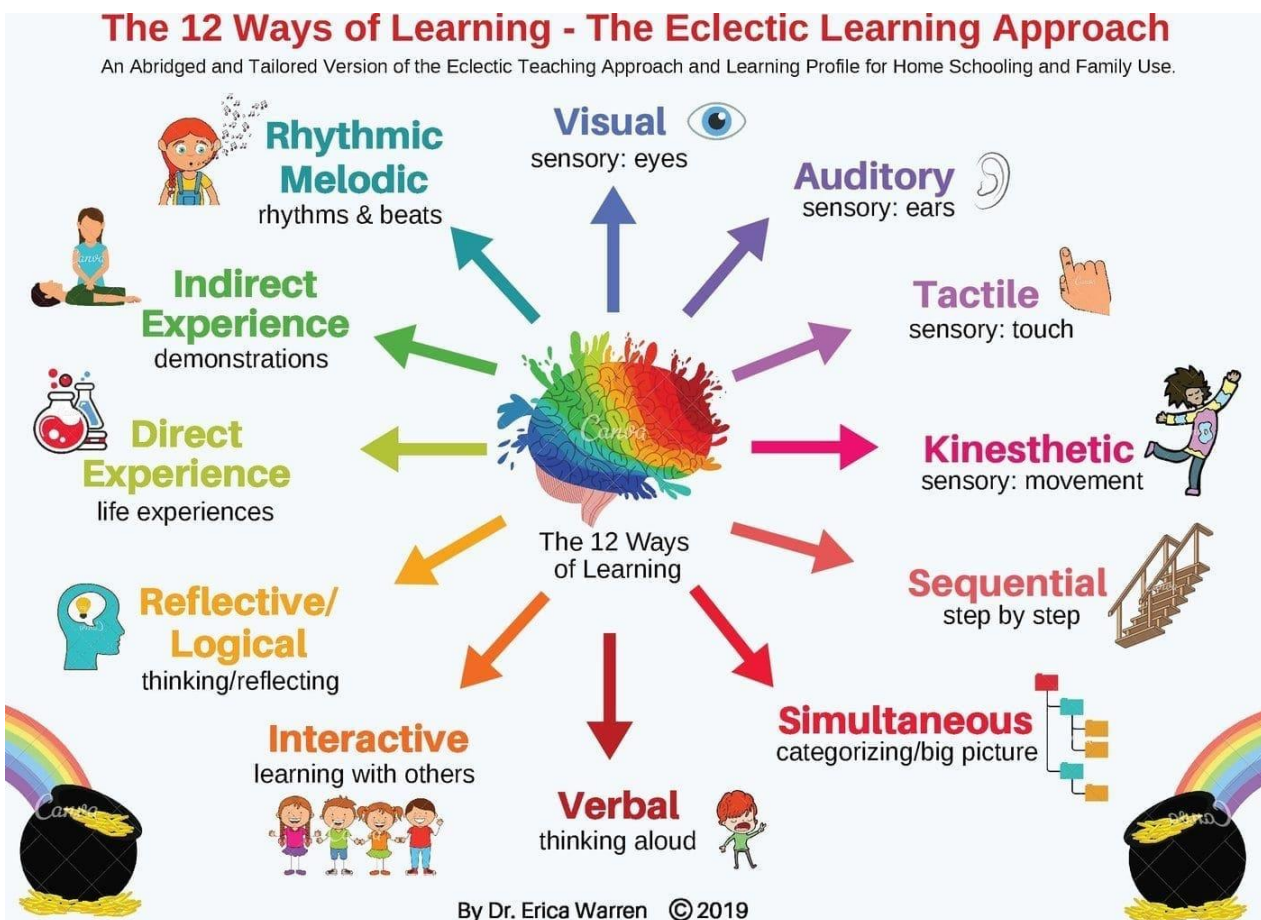 The 12 Ways of Learning - The Eclectic Learning Approach
An Abridged and Tailored Version of the Eclectic Teaching Approach and Learning Profile for Home Schooling and Family Use.
Visual
sensory: eyes
Auditory
sensory: ears
Tactile
sensory: touch
Kinesthetic
sensory: movement
Sequential
step by step
Simultaneous
categorizing/big picture
Verbal
thinking aloud
Interactive
learning with others
Reflective/
Logical
thinking/reflecting
Direct
Experience
life experiences
Indirect
Experience
demonstrations
Rhythmic
Melodic
rhythms & beats
Canva
The 12 Ways
of Learning
Canva
Canva
Canva
By Dr. Erica Warren ©2019